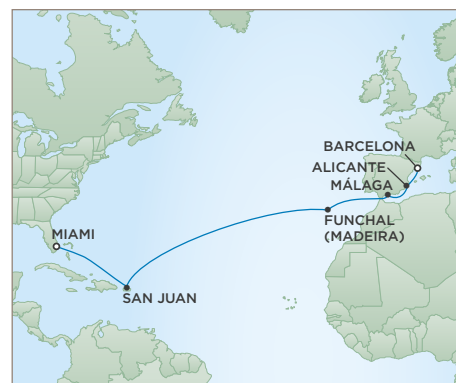 BARCELONA
ALICANTE
MÁLAGA
FUNCHAL
(MADEIRA)
MIAMI
SAN JUAN